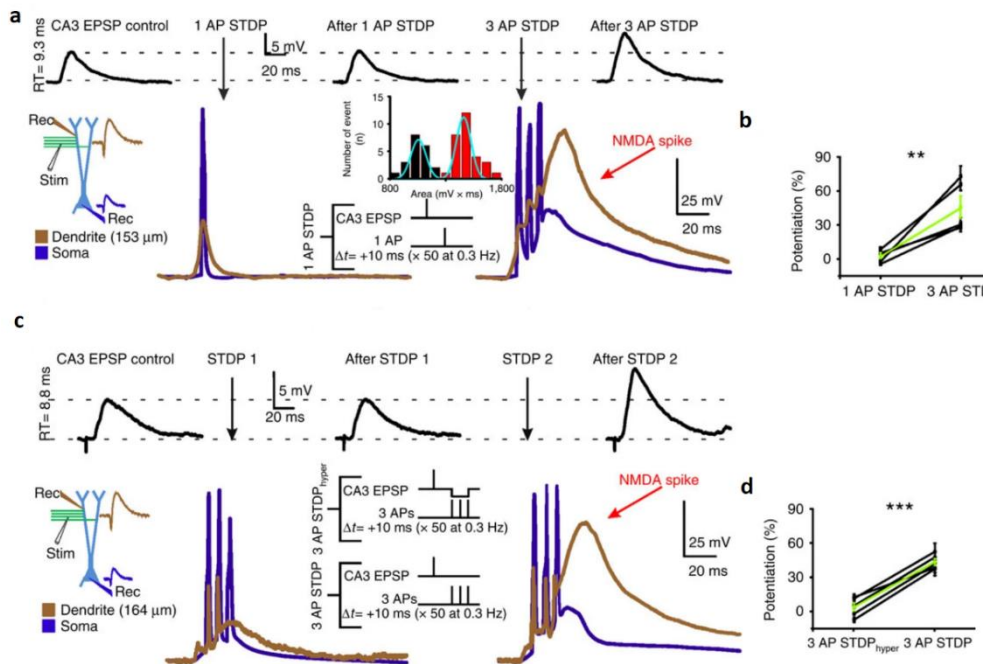 a
CA3 EPSP control
1 AP STDP
5 mV
20 ms
After 1 AP STDP
3 AP STDP
After 3 AP STDP
RT= 9.3 ms
Rec
Stim
Rec
Dendrite (153 μm)
Soma
Number of event
(n)
15
10
5
0
800
1,800
Area (mV × ms)
1 AP STDP
CA3 EPSP
1 AP
Δt= +10 ms (× 50 at 0.3 Hz)
NMDA spike
25 mV
20 ms
b
Potentiation (%)
90
60
30
0
**
1 AP STDP
3 AP STD
c
CA3 EPSP control
STDP 1
5 mV
20 ms
After STDP 1
STDP 2
After STDP 2
RT= 8.8 ms
Rec
Stim
Rec
Dendrite (164 μm)
Soma
3 AP STDPhyper
CA3 EPSP
3 APs
Δt= +10 ms (× 50 at 0.3 Hz)
3 AP STDP
CA3 EPSP
3 APs
Δt= +10 ms (× 50 at 0.3 Hz)
NMDA spike
25 mV
20 ms
d
Potentiation (%)
90
60
30
0
***
3 AP STDPhyper
3 AP STDP